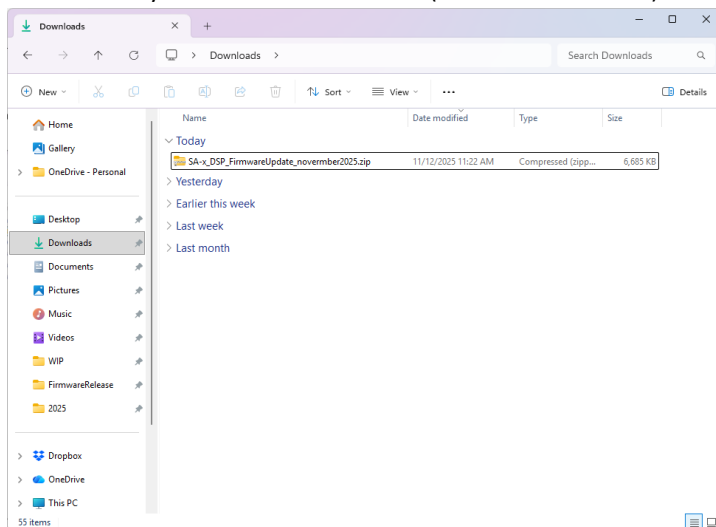 Downloads
Downloads
Search Downloads
New
Sort
View
Details
Name
Date modified
Type
Size
Home
Gallery
OneDrive - Personal
Desktop
Downloads
Documents
Pictures
Music
Videos
WIP
FirmwareRelease
2025
Dropbox
OneDrive
This PC
Today
SA-x_DSP_FirmwareUpdate_novermber2025.zip
11/12/2025 11:22 AM
Compressed (zipp...
6,685 KB
Yesterday
Earlier this week
Last week
Last month
55 items